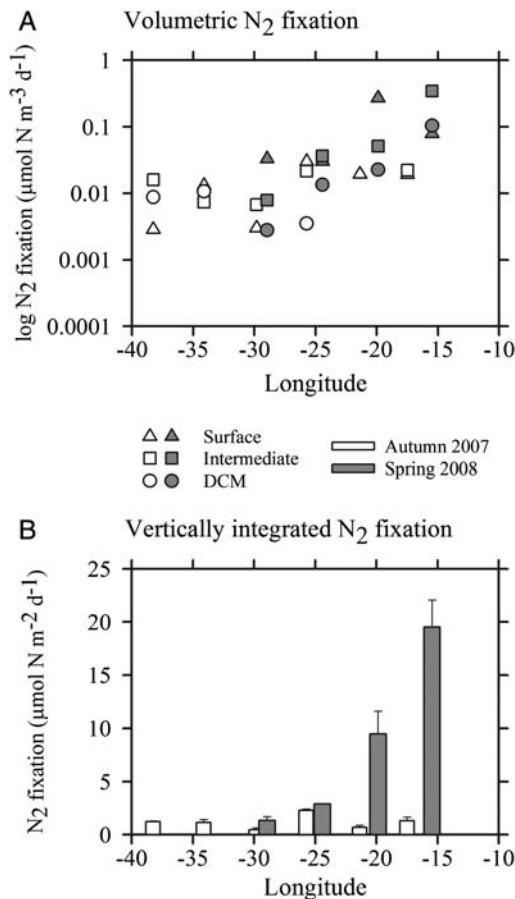 A Volumetric N₂ fixation
log N₂ fixation (μmol N m⁻³ d⁻¹)
1
0.1
0.01
0.001
0.0001
-40 -35 -30 -25 -20 -15 -10
Longitude
Surface
Intermediate
DCM
Autumn 2007
Spring 2008
B Vertically integrated N₂ fixation
N₂ fixation (μmol N m⁻² d⁻¹)
25
20
15
10
5
0
-40 -35 -30 -25 -20 -15 -10
Longitude